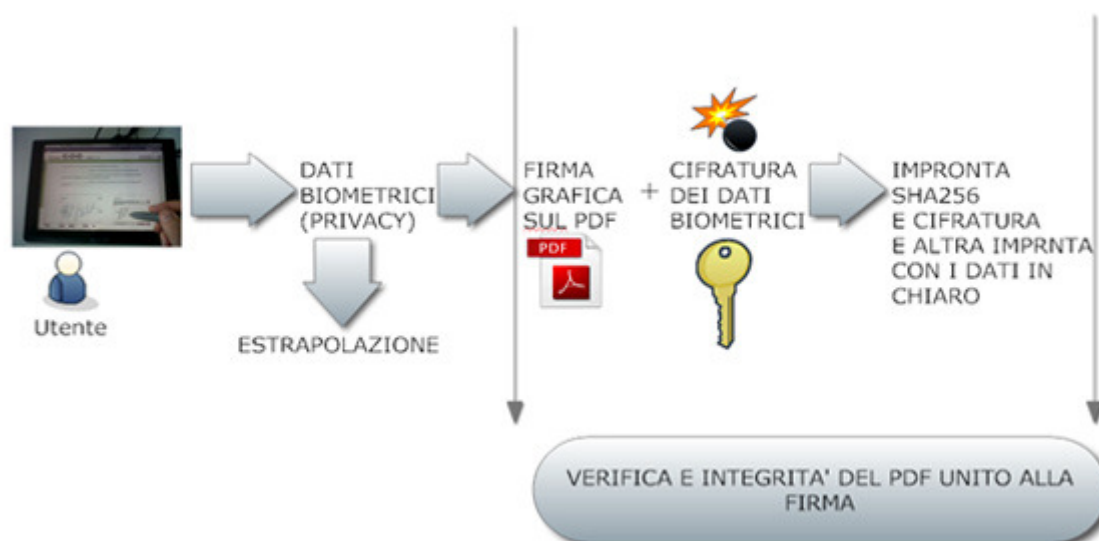 Utente
DATI
BIOMETRICI
(PRIVACY)
ESTRAPOLAZIONE
FIRMA
GRAFICA
SUL PDF
PDF
+
CIFRATURA
DEI DATI
BIOMETRICI
IMPRONTA
SHA256
E CIFRATURA
E ALTRA IMPRNTA
CON I DATI IN
CHIARO
VERIFICA E INTEGRITA' DEL PDF UNITO ALLA
FIRMA